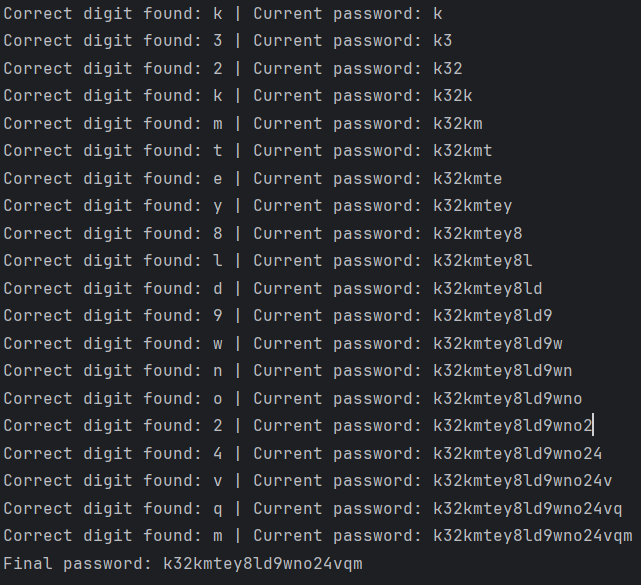 Correct digit found: k | Current password: k
Correct digit found: 3 | Current password: k3
Correct digit found: 2 | Current password: k32
Correct digit found: k | Current password: k32k
Correct digit found: m | Current password: k32km
Correct digit found: t | Current password: k32kmt
Correct digit found: e | Current password: k32kmte
Correct digit found: y | Current password: k32kmtey
Correct digit found: 8 | Current password: k32kmtey8
Correct digit found: l | Current password: k32kmtey8l
Correct digit found: d | Current password: k32kmtey8ld
Correct digit found: 9 | Current password: k32kmtey8ld9
Correct digit found: w | Current password: k32kmtey8ld9w
Correct digit found: n | Current password: k32kmtey8ld9wn
Correct digit found: o | Current password: k32kmtey8ld9wno
Correct digit found: 2 | Current password: k32kmtey8ld9wno2
Correct digit found: 4 | Current password: k32kmtey8ld9wno24
Correct digit found: v | Current password: k32kmtey8ld9wno24v
Correct digit found: q | Current password: k32kmtey8ld9wno24vq
Correct digit found: m | Current password: k32kmtey8ld9wno24vqm
Final password: k32kmtey8ld9wno24vqm